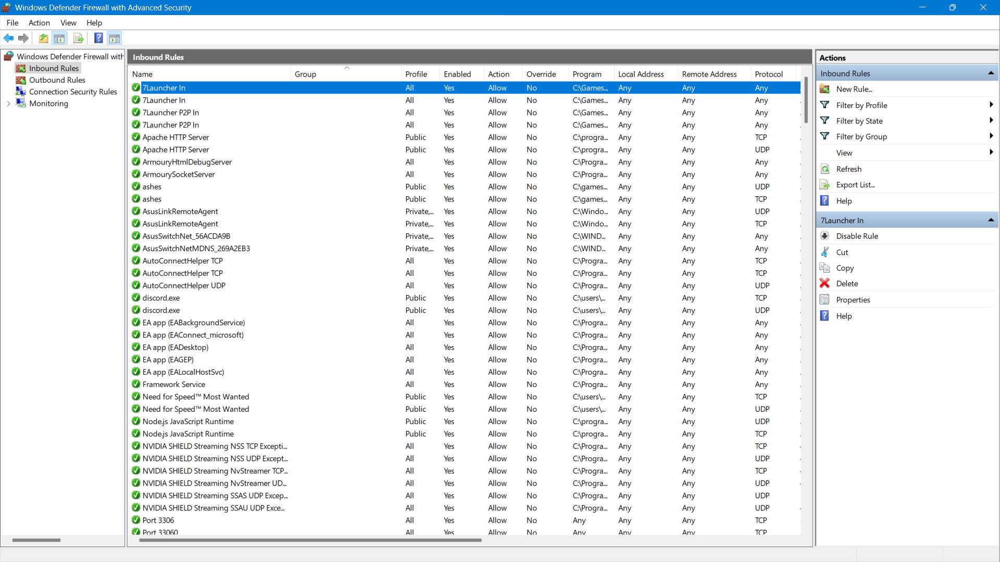 Windows Defender Firewall with Advanced Security
File Action View Help
Windows Defender Firewall with
Inbound Rules
Outbound Rules
Connection Security Rules
Monitoring
Inbound Rules
Name Group Profile Enabled Action Override Program Local Address Remote Address Protocol
7Launcher In All Yes Allow No C:\Games... Any Any Any
7Launcher In All Yes Allow No C:\Games... Any Any Any
7Launcher P2P In All Yes Allow No C:\Games... Any Any Any
7Launcher P2P In All Yes Allow No C:\Games... Any Any Any
Apache HTTP Server Public Yes Allow No C:\progra... Any Any TCP
Apache HTTP Server Public Yes Allow No C:\progra... Any Any UDP
ArmouryHtmlDebugServer All Yes Allow No C:\Progra... Any Any Any
ArmourySocketServer All Yes Allow No C:\Progra... Any Any Any
ashes Public Yes Allow No C:\games... Any Any UDP
ashes Public Yes Allow No C:\games... Any Any TCP
AsusLinkRemoteAgent Private,... Yes Allow No C:\Windo... Any Any UDP
AsusLinkRemoteAgent Private,... Yes Allow No C:\Windo... Any Any TCP
AsusSwitchNet_56ACDA9B Private,... Yes Allow No C:\WIND... Any Any Any
AsusSwitchNetMDNS_269A2EB3 Private,... Yes Allow No C:\WIND... Any Any Any
AutoConnectHelper TCP All Yes Allow No C:\Progra... Any Any TCP
AutoConnectHelper TCP All Yes Allow No C:\Progra... Any Any TCP
AutoConnectHelper UDP All Yes Allow No C:\Progra... Any Any UDP
discord.exe Public Yes Allow No C:\users\... Any Any TCP
discord.exe Public Yes Allow No C:\users\... Any Any UDP
EA app (EABackgroundService) All Yes Allow No C:\Progra... Any Any Any
EA app (EAConnect_microsoft) All Yes Allow No C:\Progra... Any Any Any
EA app (EADesktop) All Yes Allow No C:\Progra... Any Any Any
EA app (EAGEP) All Yes Allow No C:\Progra... Any Any Any
EA app (EALocalHostSvc) All Yes Allow No C:\Progra... Any Any Any
Framework Service All Yes Allow No C:\Progra... Any Any Any
Need for Speed™ Most Wanted Public Yes Allow No C:\users\... Any Any TCP
Need for Speed™ Most Wanted Public Yes Allow No C:\users\... Any Any UDP
Node.js JavaScript Runtime Public Yes Allow No C:\progra... Any Any UDP
Node.js JavaScript Runtime Public Yes Allow No C:\progra... Any Any TCP
NVIDIA SHIELD Streaming NSS TCP Excepti... All Yes Allow No C:\Progra... Any Any TCP
NVIDIA SHIELD Streaming NSS UDP Except... All Yes Allow No C:\Progra... Any Any UDP
NVIDIA SHIELD Streaming NvStreamer TCP... All Yes Allow No C:\Progra... Any Any TCP
NVIDIA SHIELD Streaming NvStreamer UD... All Yes Allow No C:\Progra... Any Any UDP
NVIDIA SHIELD Streaming SSAS UDP Excep... All Yes Allow No C:\Progra... Any Any UDP
NVIDIA SHIELD Streaming SSAU UDP Exce... All Yes Allow No C:\Progra... Any Any UDP
Port 3306 All Yes Allow No Any Any Any TCP
Port 33060 All Yes Allow No Any Any Any TCP
Actions
Inbound Rules
New Rule...
Filter by Profile
Filter by State
Filter by Group
View
Refresh
Export List...
Help
7Launcher In
Disable Rule
Cut
Copy
Delete
Properties
Help